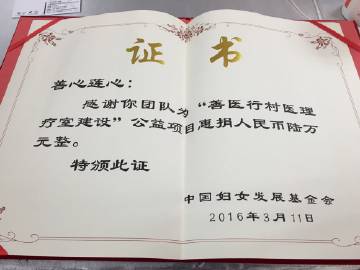 证书
善心莲心：
感谢你团队为“善医行村医理
疗室建设”公益项目惠捐人民币陆万
元整。
特颁此证
中国妇女发展基金会
2016年3月11日